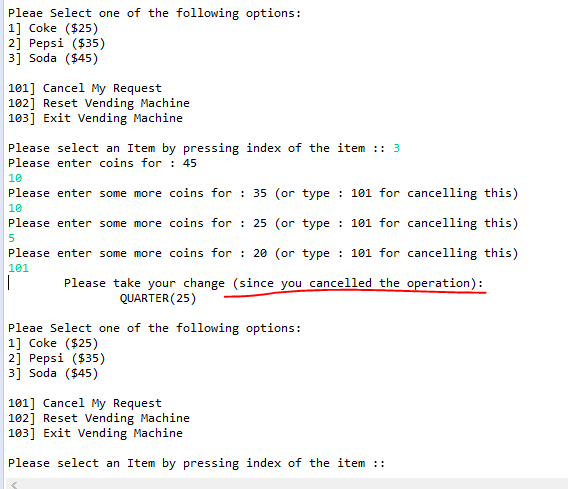 Pleae Select one of the following options:
1] Coke ($25)
2] Pepsi ($35)
3] Soda ($45)
101] Cancel My Request
102] Reset Vending Machine
103] Exit Vending Machine
Please select an Item by pressing index of the item :: 3
Please enter coins for : 45
10
Please enter some more coins for : 35 (or type : 101 for cancelling this)
10
Please enter some more coins for : 25 (or type : 101 for cancelling this)
5
Please enter some more coins for : 20 (or type : 101 for cancelling this)
101
Please take your change (since you cancelled the operation):
QUARTER(25)
Pleae Select one of the following options:
1] Coke ($25)
2] Pepsi ($35)
3] Soda ($45)
101] Cancel My Request
102] Reset Vending Machine
103] Exit Vending Machine
Please select an Item by pressing index of the item ::